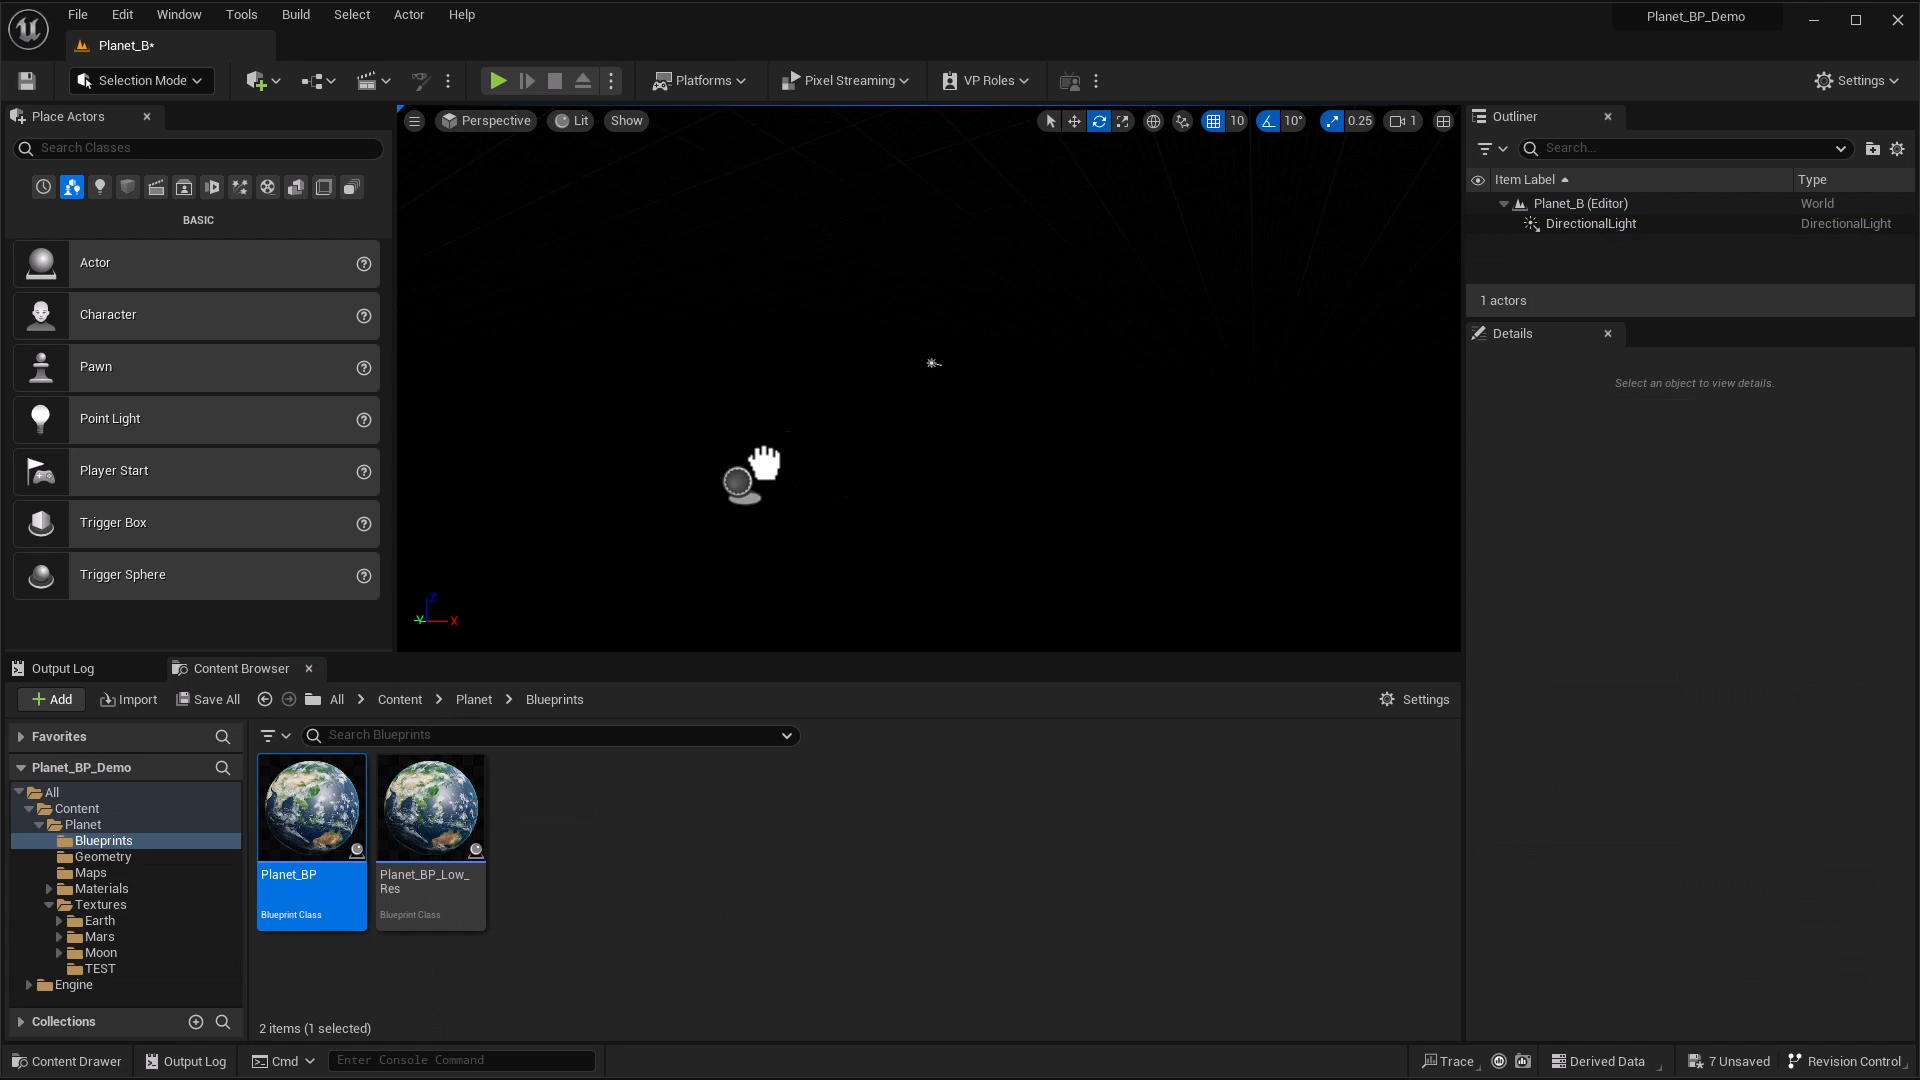 File Edit Window Tools Build Select Actor Help
Planet_BP_Demo
Planet_B*
Selection Mode
Platforms
Pixel Streaming
VP Roles
Settings
Place Actors
Search Classes
BASIC
Actor
Character
Pawn
Point Light
Player Start
Trigger Box
Trigger Sphere
Perspective Lit Show
10 10° 0.25 1
Z
Y X
Outliner
Search...
Item Label Type
Planet_B (Editor) World
DirectionalLight DirectionalLight
1 actors
Details
Select an object to view details.
Output Log Content Browser
Add Import Save All All Content Planet Blueprints Settings
Favorites
Planet_BP_Demo
All
Content
Planet
Blueprints
Geometry
Maps
Materials
Textures
Earth
Mars
Moon
TEST
Engine
Collections
Search Blueprints
Planet_BP
Blueprint Class
Planet_BP_Low_
Res
Blueprint Class
2 items (1 selected)
Content Drawer Output Log Cmd Enter Console Command
Trace Derived Data 7 Unsaved Revision Control